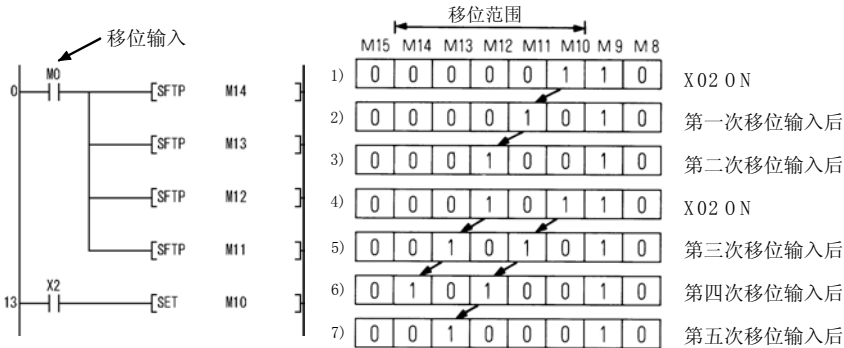 移位输入
0 M0 [SFTP M14]
[SFTP M13]
[SFTP M12]
[SFTP M11]
13 X2 [SET M10]
移位范围
M15 M14 M13 M12 M11 M10 M9 M8
1) 0 0 0 0 0 1 1 0 X02 ON
2) 0 0 0 0 1 0 1 0 第一次移位输入后
3) 0 0 0 1 0 0 1 0 第二次移位输入后
4) 0 0 0 1 0 1 1 0 X02 ON
5) 0 0 1 0 1 0 1 0 第三次移位输入后
6) 0 1 0 1 0 0 1 0 第四次移位输入后
7) 0 0 1 0 0 0 1 0 第五次移位输入后